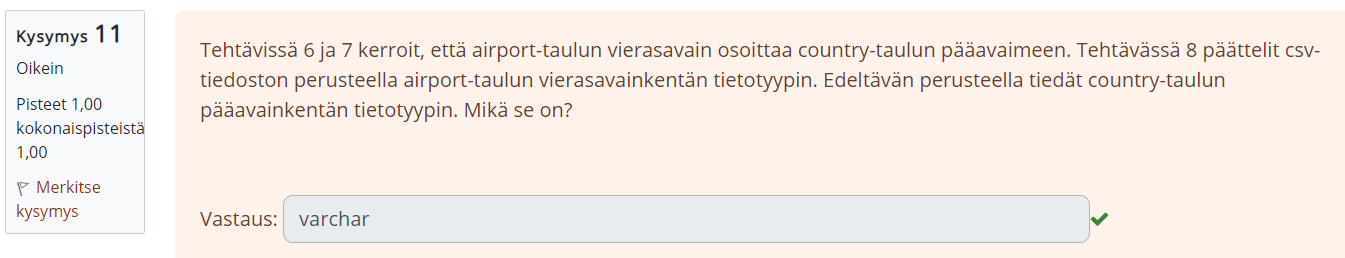 Kysymys 11
Oikein
Pisteet 1,00
kokonaispisteistä
1,00
Merkitse
kysymys
Tehtävissä 6 ja 7 kerroit, että airport-taulun vierasavain osoittaa country-taulun pääavaimeen. Tehtävässä 8 päättelit csv-
tiedoston perusteella airport-taulun vierasavainkentän tietotyypin. Edeltävän perusteella tiedät country-taulun
pääavainkentän tietotyypin. Mikä se on?
Vastaus: varchar